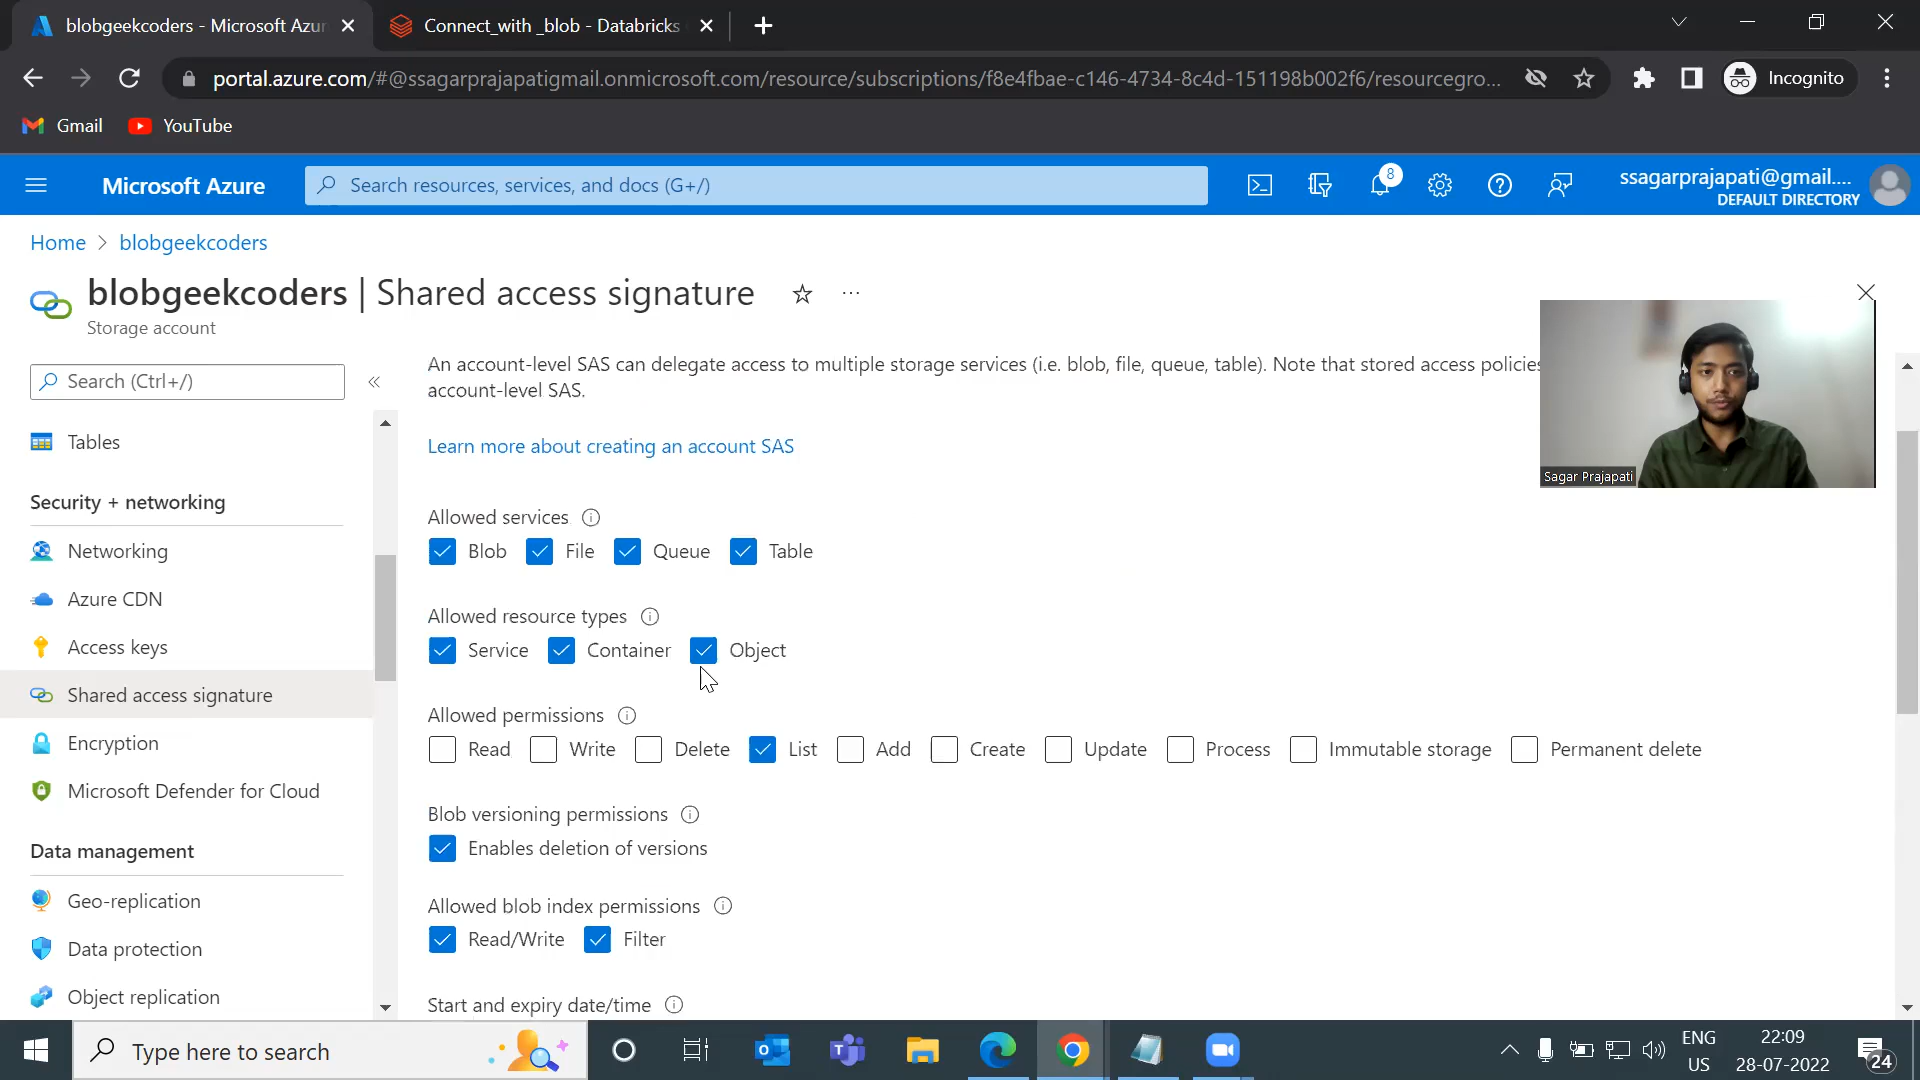 blobgeekcoders - Microsoft Azur
Connect_with _blob - Databricks
portal.azure.com/#@ssagarprajapatigmail.onmicrosoft.com/resource/subscriptions/f8e4fbae-c146-4734-8c4d-151198b002f6/resourcegro...
Incognito
Gmail
YouTube
Microsoft Azure
Search resources, services, and docs (G+/)
8
ssagarprajapati@gmail....
DEFAULT DIRECTORY
Home > blobgeekcoders
blobgeekcoders | Shared access signature
Storage account
Search (Ctrl+/)
Tables
Security + networking
Networking
Azure CDN
Access keys
Shared access signature
Encryption
Microsoft Defender for Cloud
Data management
Geo-replication
Data protection
Object replication
An account-level SAS can delegate access to multiple storage services (i.e. blob, file, queue, table). Note that stored access policies
account-level SAS.
Learn more about creating an account SAS
Allowed services
Blob File Queue Table
Allowed resource types
Service Container Object
Allowed permissions
Read Write Delete List Add Create Update Process Immutable storage Permanent delete
Blob versioning permissions
Enables deletion of versions
Allowed blob index permissions
Read/Write Filter
Start and expiry date/time
Sagar Prajapati
Type here to search
ENG
US
22:09
28-07-2022
24